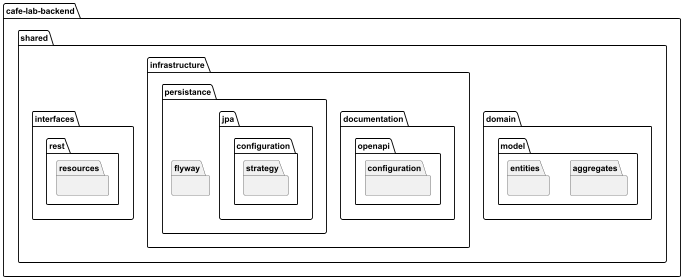 cafe-lab-backend
shared
infrastructure
persistance
interfaces
jpa
documentation
domain
rest
configuration
openapi
model
resources
flyway
strategy
configuration
entities
aggregates